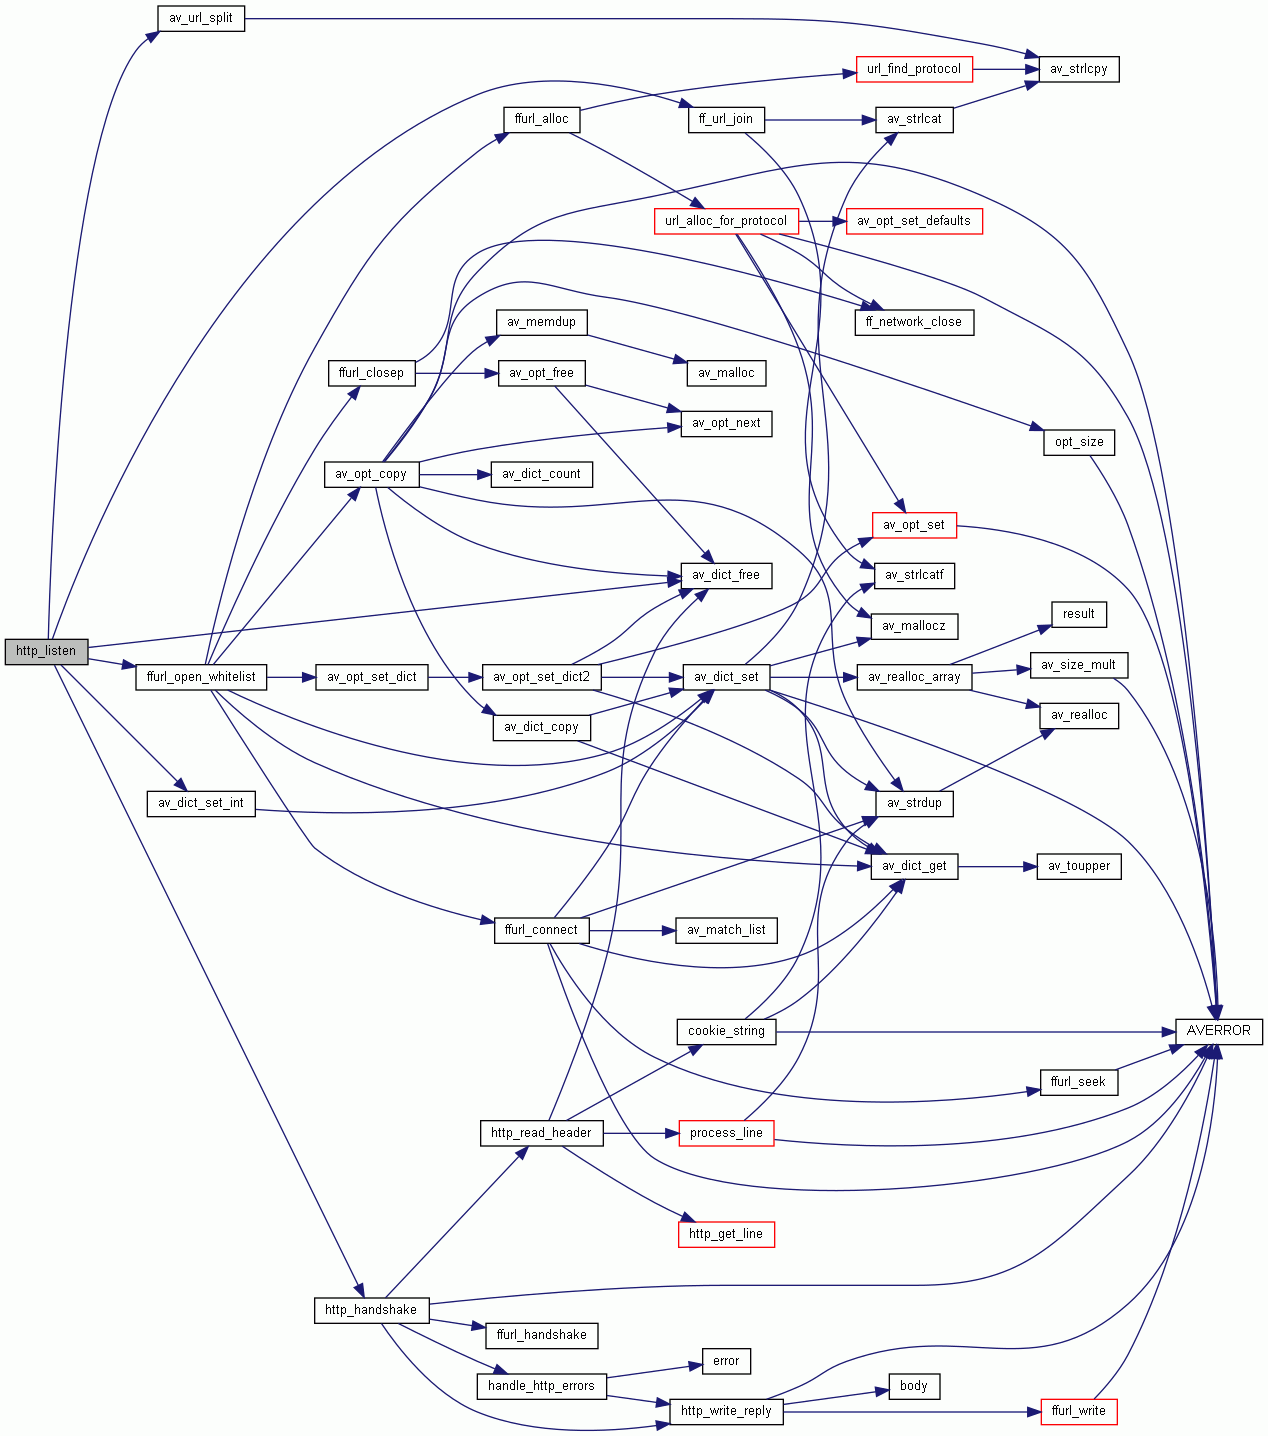 av_url_split
av_strlcpy
url_find_protocol
ffurl_alloc
ff_url_join
av_strlcat
url_alloc_for_protocol
av_opt_set_defaults
av_memdup
ff_network_close
ffurl_closep
av_opt_free
av_malloc
av_opt_next
opt_size
av_opt_copy
av_dict_count
av_opt_set
av_dict_free
av_strlcatf
result
av_mallocz
http_listen
av_size_mult
ffurl_open_whitelist
av_opt_set_dict
av_opt_set_dict2
av_dict_set
av_realloc_array
av_realloc
av_dict_copy
av_dict_set_int
av_strdup
av_dict_get
av_toupper
ffurl_connect
av_match_list
cookie_string
AVERROR
ffurl_seek
http_read_header
process_line
http_get_line
http_handshake
ffurl_handshake
error
handle_http_errors
body
http_write_reply
ffurl_write